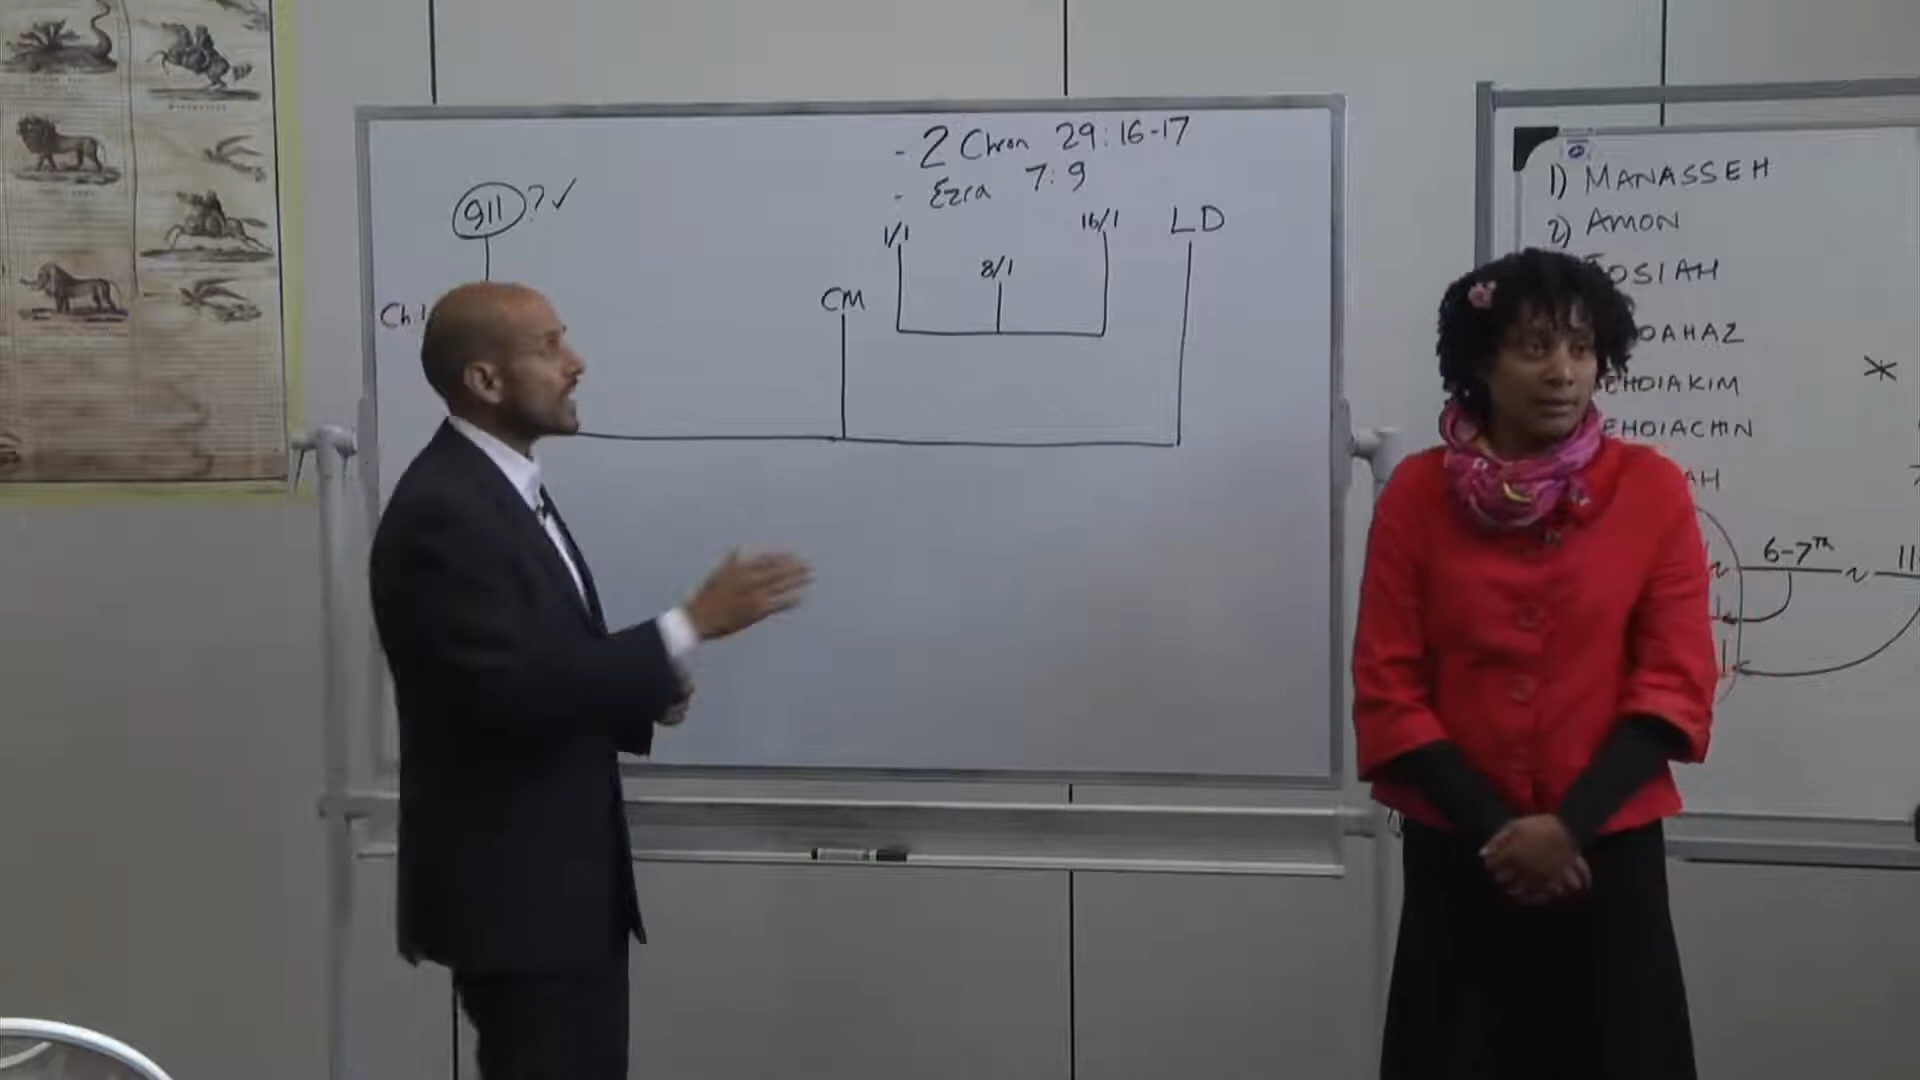 - 2 Chron 29:16-17
- Ezra 7:9
911 ? ✓
1/1
16/1
LD
8/1
CM
1) MANASSEH
2) AMON
OSIAH
OAHAZ
EHOIAKIM
EHOIACHIN
AH
6-7TH